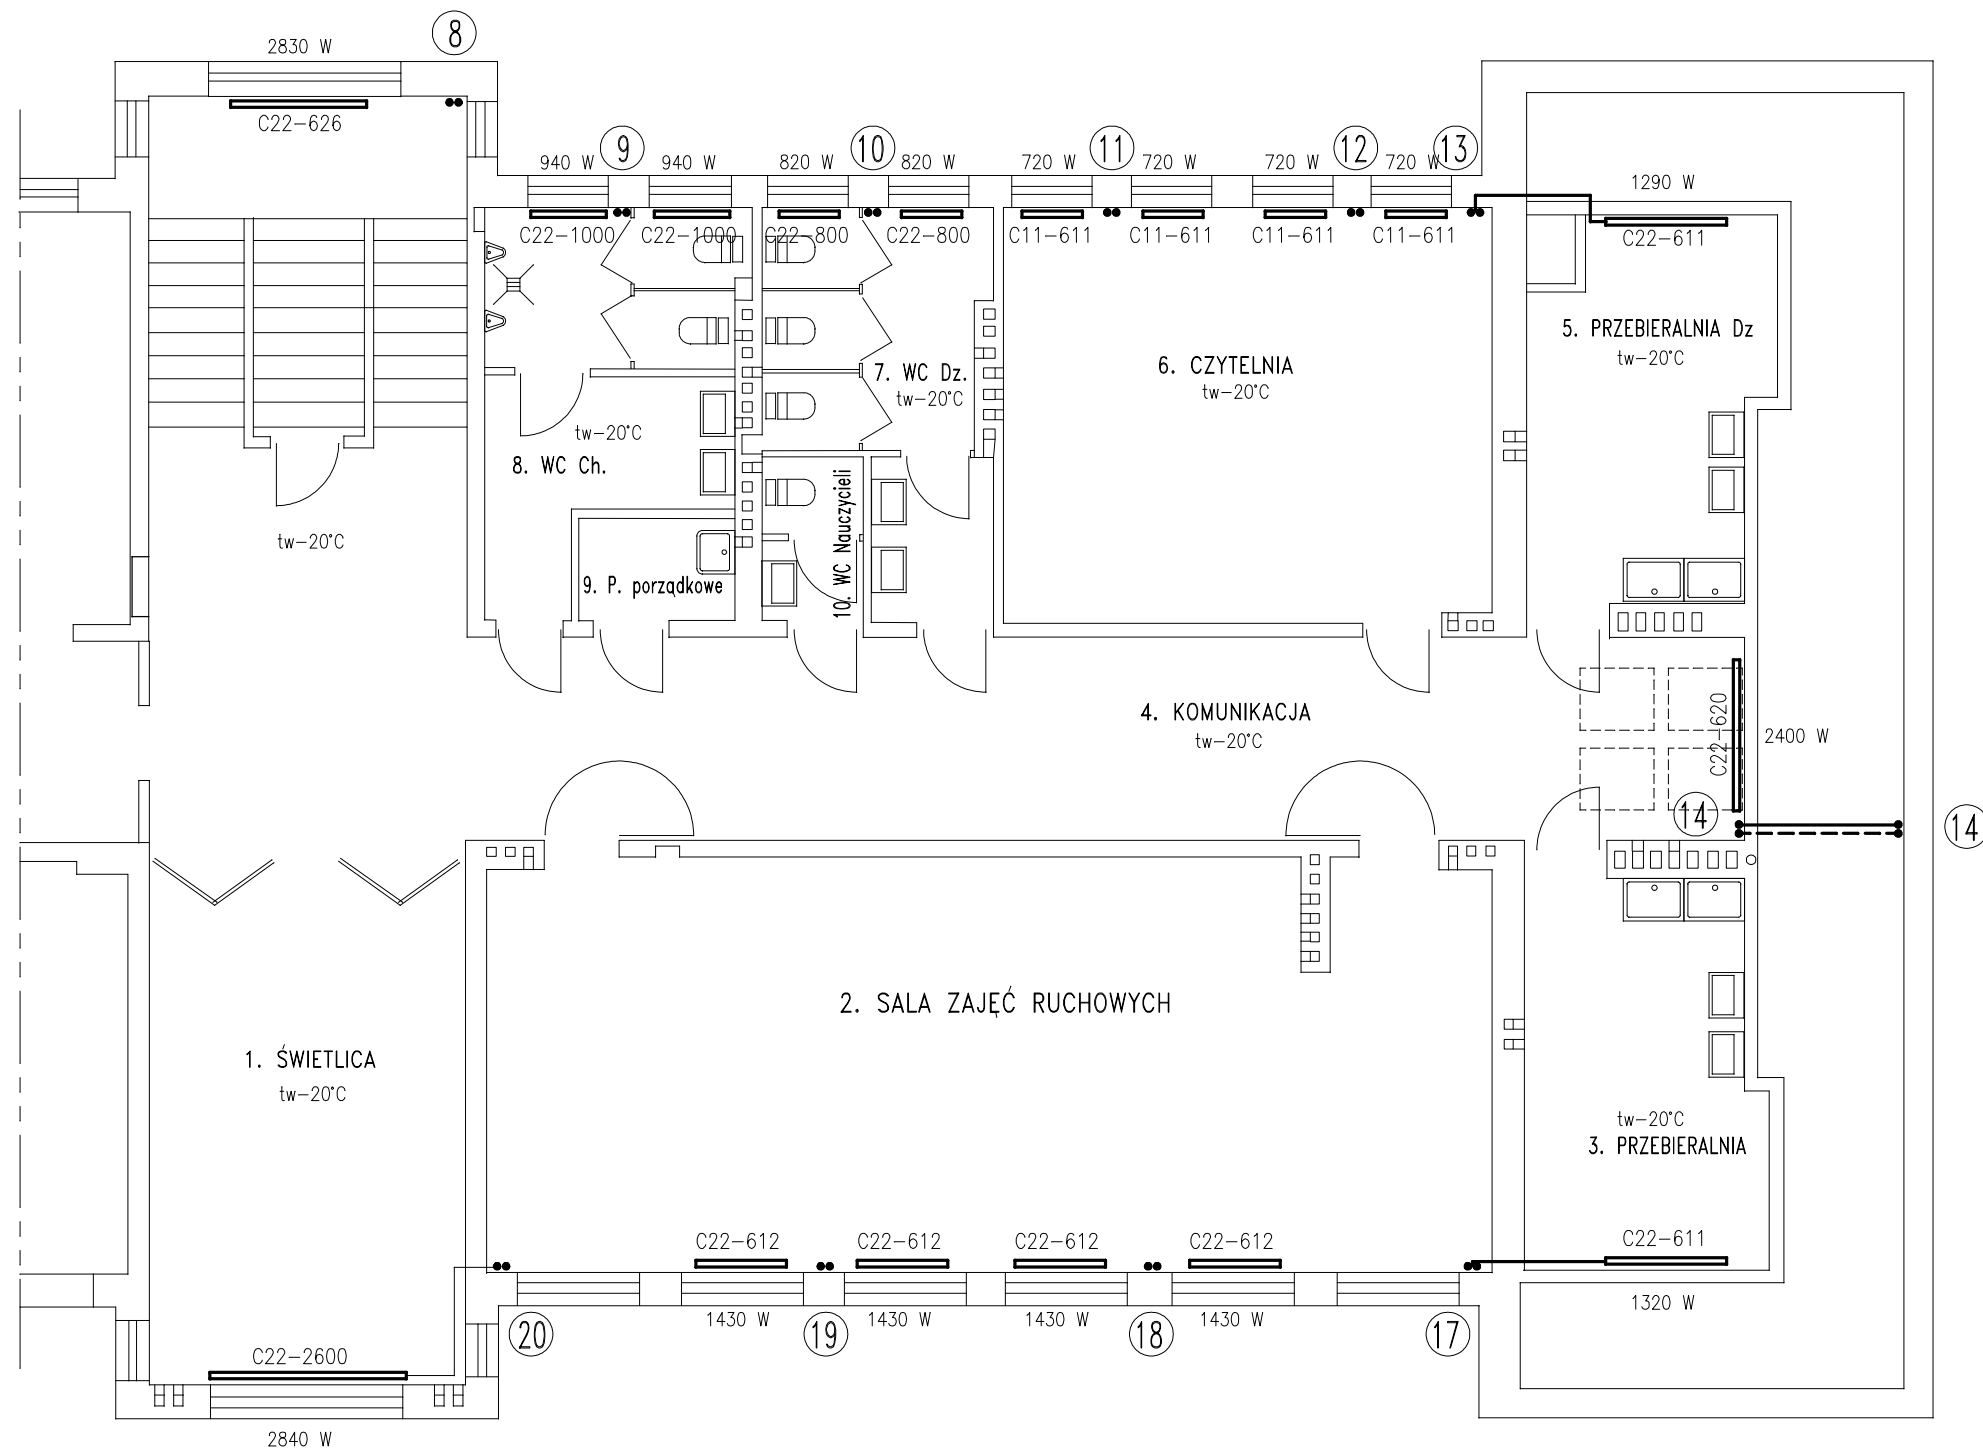 2830 W
8
C22-626
9
10
11
12
13
940 W
940 W
820 W
820 W
720 W
720 W
720 W
720 W
1290 W
C22-1000
C22-1000
C22-800
C22-800
C11-611
C11-611
C11-611
C11-611
C22-611
5. PRZEBIERALNIA Dz
tw-20°C
6. CZYTELNIA
tw-20°C
7. WC Dz.
tw-20°C
tw-20°C
8. WC Ch.
10. WC Nauczycieli
tw-20°C
9. P. porządkowe
4. KOMUNIKACJA
tw-20°C
C22-620
2400 W
14
14
2. SALA ZAJĘĆ RUCHOWYCH
1. ŚWIETLICA
tw-20°C
tw-20°C
3. PRZEBIERALNIA
C22-612
C22-612
C22-612
C22-612
C22-611
1430 W
1430 W
1430 W
1430 W
1320 W
20
19
18
17
C22-2600
2840 W